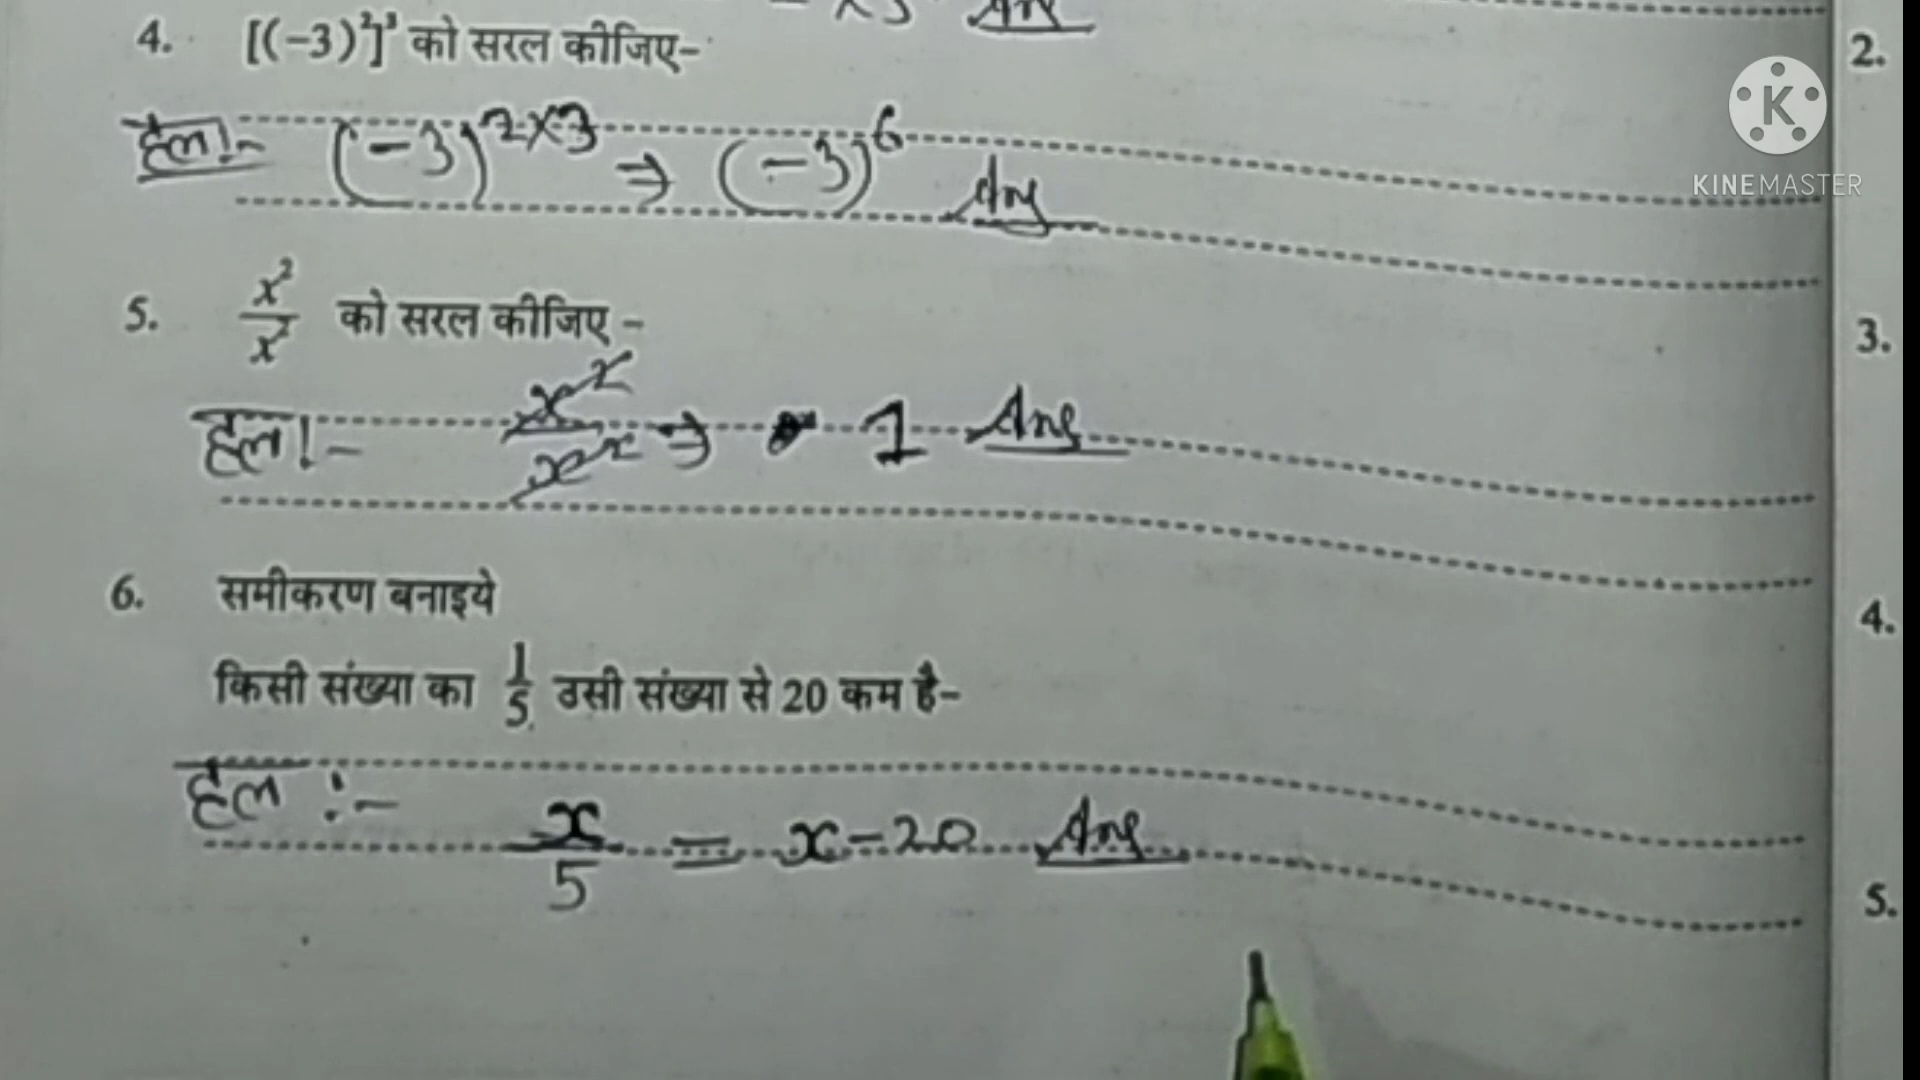 Ans
4. [(-3)²]³ को सरल कीजिए-
हल:- (-3)²ˣ³ ⇒ (-3)⁶ Ans
5. x²/x² को सरल कीजिए -
हल:- x²/x² ⇒ 1 Ans
6. समीकरण बनाइये
किसी संख्या का 1/5 उसी संख्या से 20 कम है-
हल :- x/5 = x-20 Ans
2.
3.
4.
5.
K
KINEMASTER